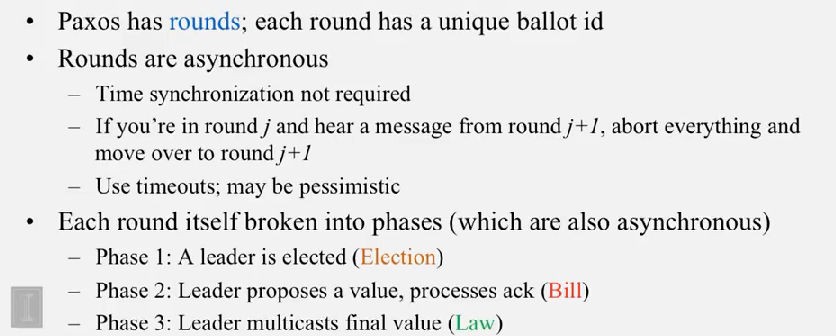 • Paxos has rounds; each round has a unique ballot id
• Rounds are asynchronous
– Time synchronization not required
– If you're in round j and hear a message from round j+1, abort everything and
move over to round j+1
– Use timeouts; may be pessimistic
• Each round itself broken into phases (which are also asynchronous)
– Phase 1: A leader is elected (Election)
– Phase 2: Leader proposes a value, processes ack (Bill)
– Phase 3: Leader multicasts final value (Law)